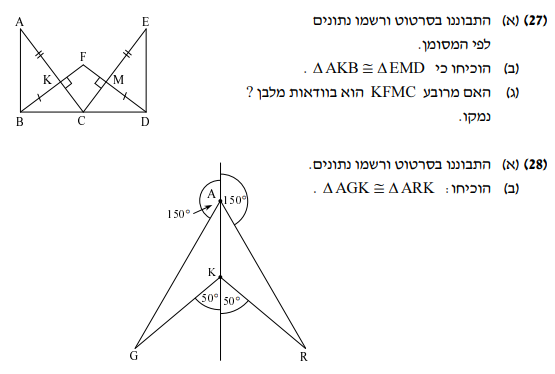 (27) (א) התבוננו בסרטוט ורשמו נתונים
לפי המסומן.
(ב) הוכיחו כי ΔAKB ≅ ΔEMD .
(ג) האם מרובע KFMC הוא בוודאות מלבן ?
נמקו.
A
E
F
K
M
B
C
D
(28) (א) התבוננו בסרטוט ורשמו נתונים.
(ב) הוכיחו: ΔAGK ≅ ΔARK .
A
150°
150°
K
50°
50°
G
R